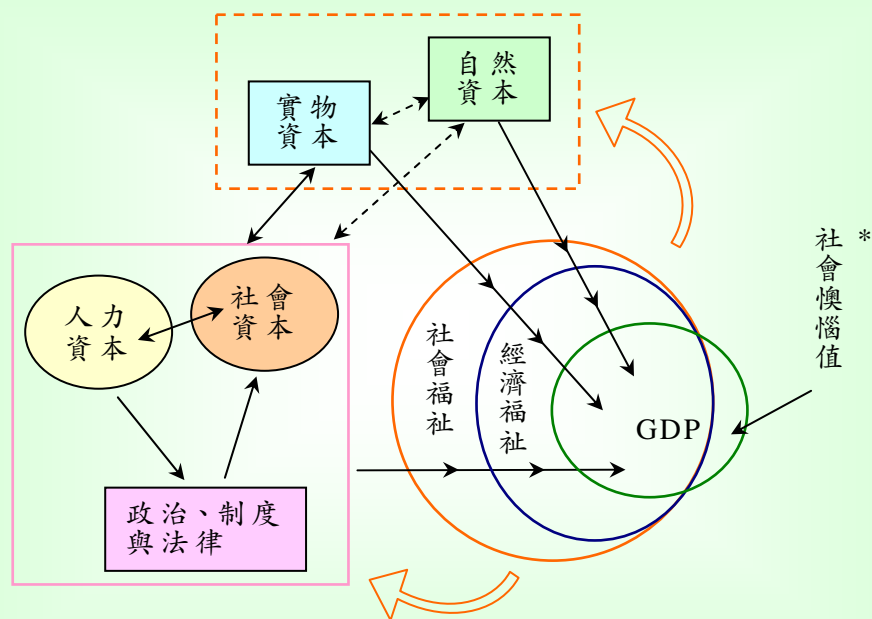 自然
資本
實物
資本
社會懊惱值
*
人力
資本
社會
資本
社會福祉
經濟福祉
GDP
政治、制度
與法律